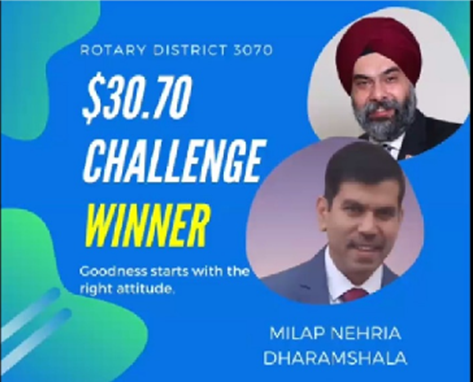 ROTARY DISTRICT 3070
$30.70
CHALLENGE
WINNER
Goodness starts with the
right attitude.
MILAP NEHRIA
DHARAMSHALA